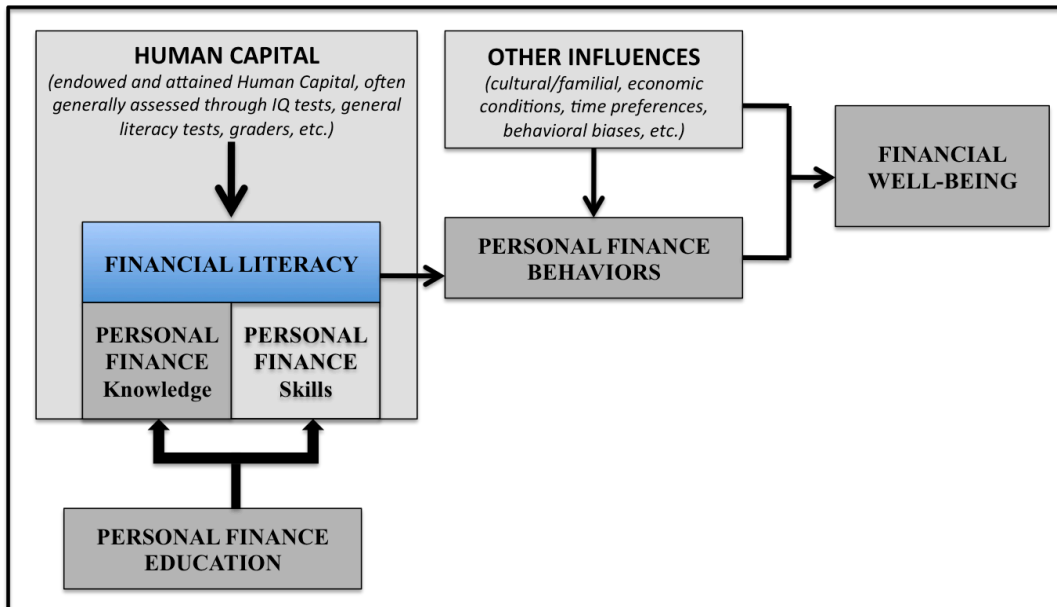 HUMAN CAPITAL
(endowed and attained Human Capital, often
generally assessed through IQ tests, general
literacy tests, graders, etc.)
OTHER INFLUENCES
(cultural/familial, economic
conditions, time preferences,
behavioral biases, etc.)
FINANCIAL
WELL-BEING
FINANCIAL LITERACY
PERSONAL FINANCE
BEHAVIORS
PERSONAL
FINANCE
Knowledge
PERSONAL
FINANCE
Skills
PERSONAL FINANCE
EDUCATION